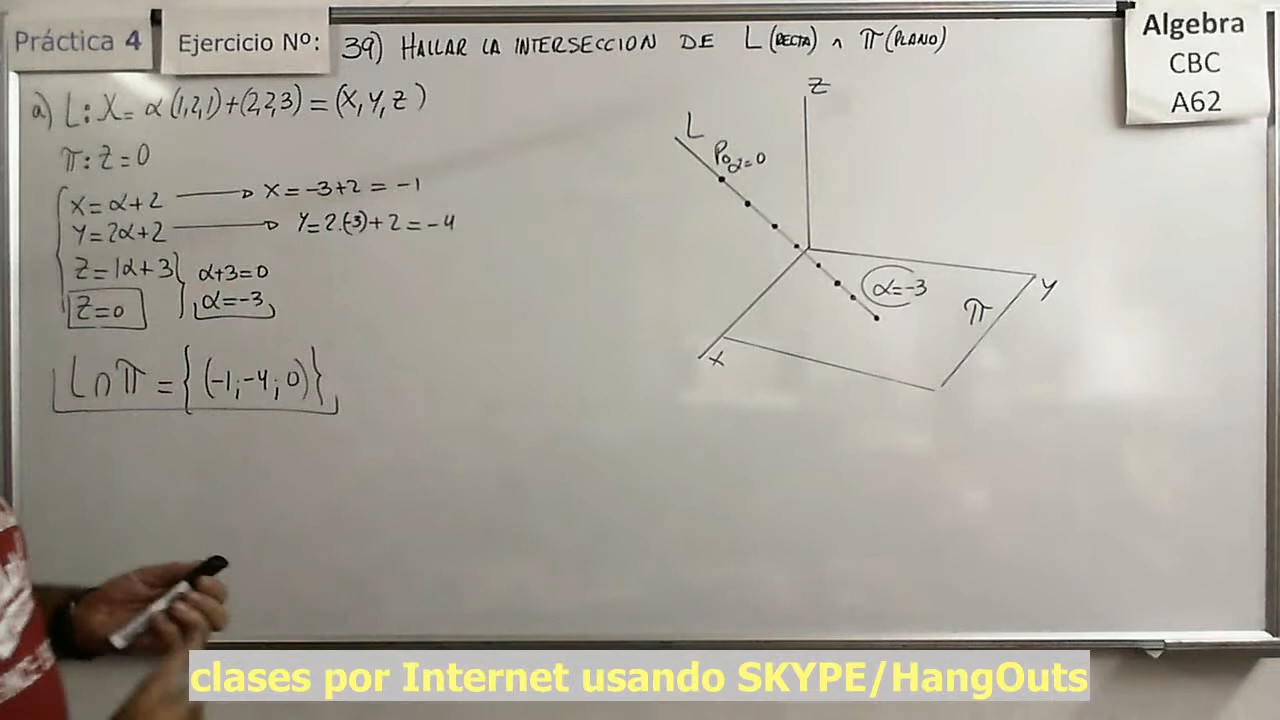 Práctica 4
Ejercicio Nº:
39) HALLAR LA INTERSECCION DE L (RECTA) ∩ π (PLANO)
Algebra
CBC
A62
a) L: X = α(1,2,1)+(2,2,3) = (X,Y,Z)
π: Z=0
X=α+2 → X=-3+2 = -1
Y=2α+2 → Y=2.(-3)+2 = -4
Z=1α+3 } α+3=0
Z=0 α=-3
L∩π = {(-1;-4;0)}
Z
L
P₀ α=0
α=-3
π
Y
X
clases por Internet usando SKYPE/HangOuts